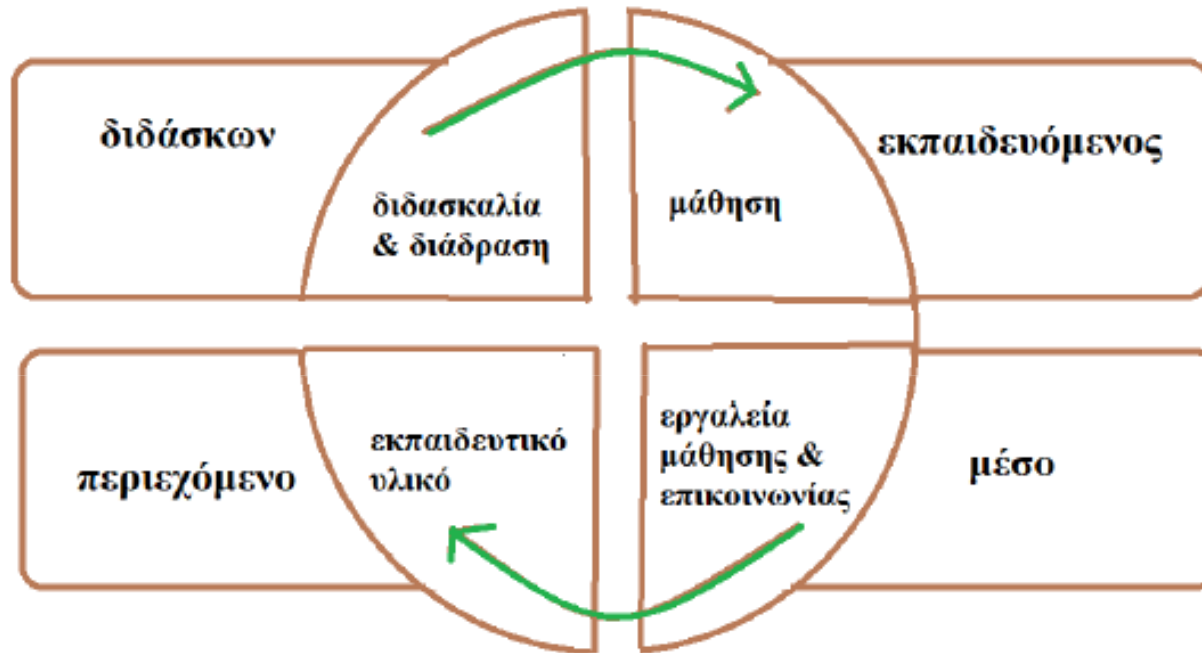 διδάσκων
διδασκαλία
& διάδραση
μάθηση
εκπαιδευόμενος
περιεχόμενο
εκπαιδευτικό
υλικό
εργαλεία
μάθησης &
επικοινωνίας
μέσο